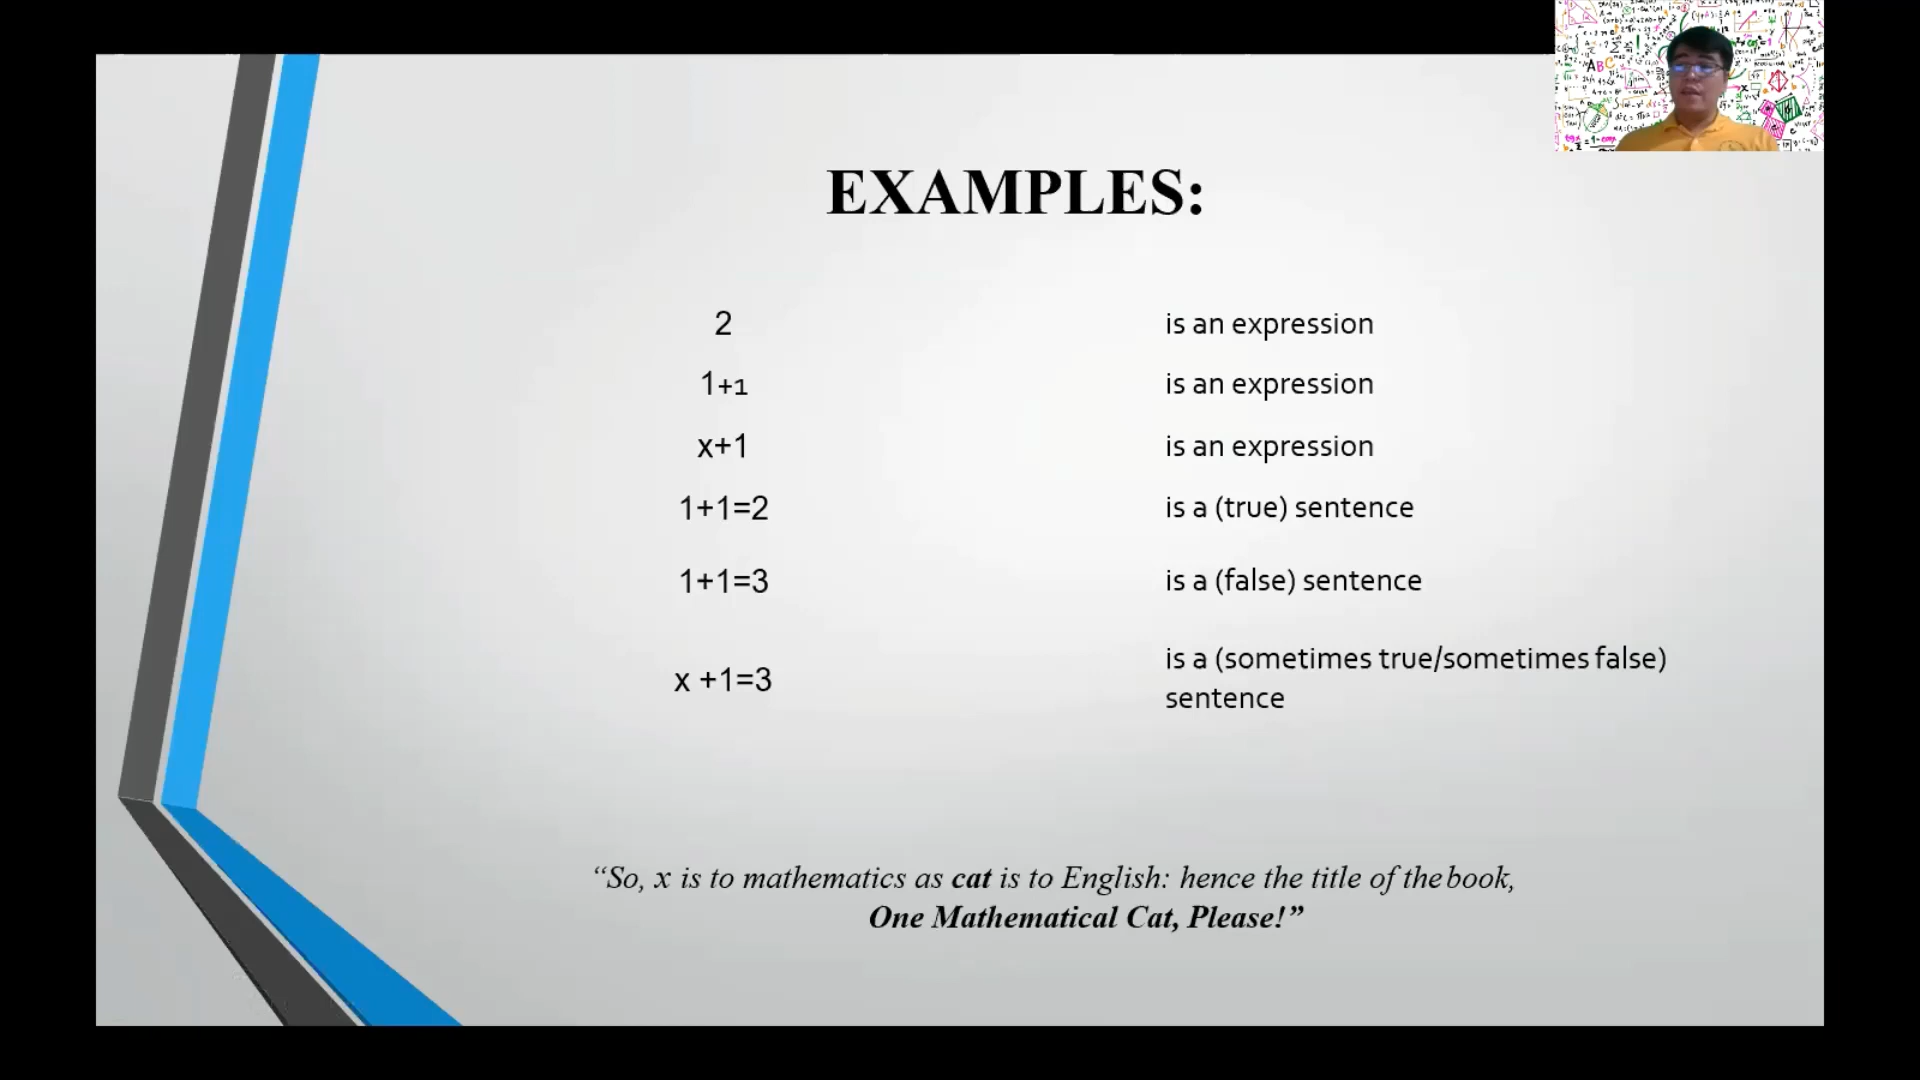 EXAMPLES:
2 is an expression
1+1 is an expression
x+1 is an expression
1+1=2 is a (true) sentence
1+1=3 is a (false) sentence
x +1=3 is a (sometimes true/sometimes false)
sentence
“So, x is to mathematics as cat is to English: hence the title of the book,
One Mathematical Cat, Please!”
ABC